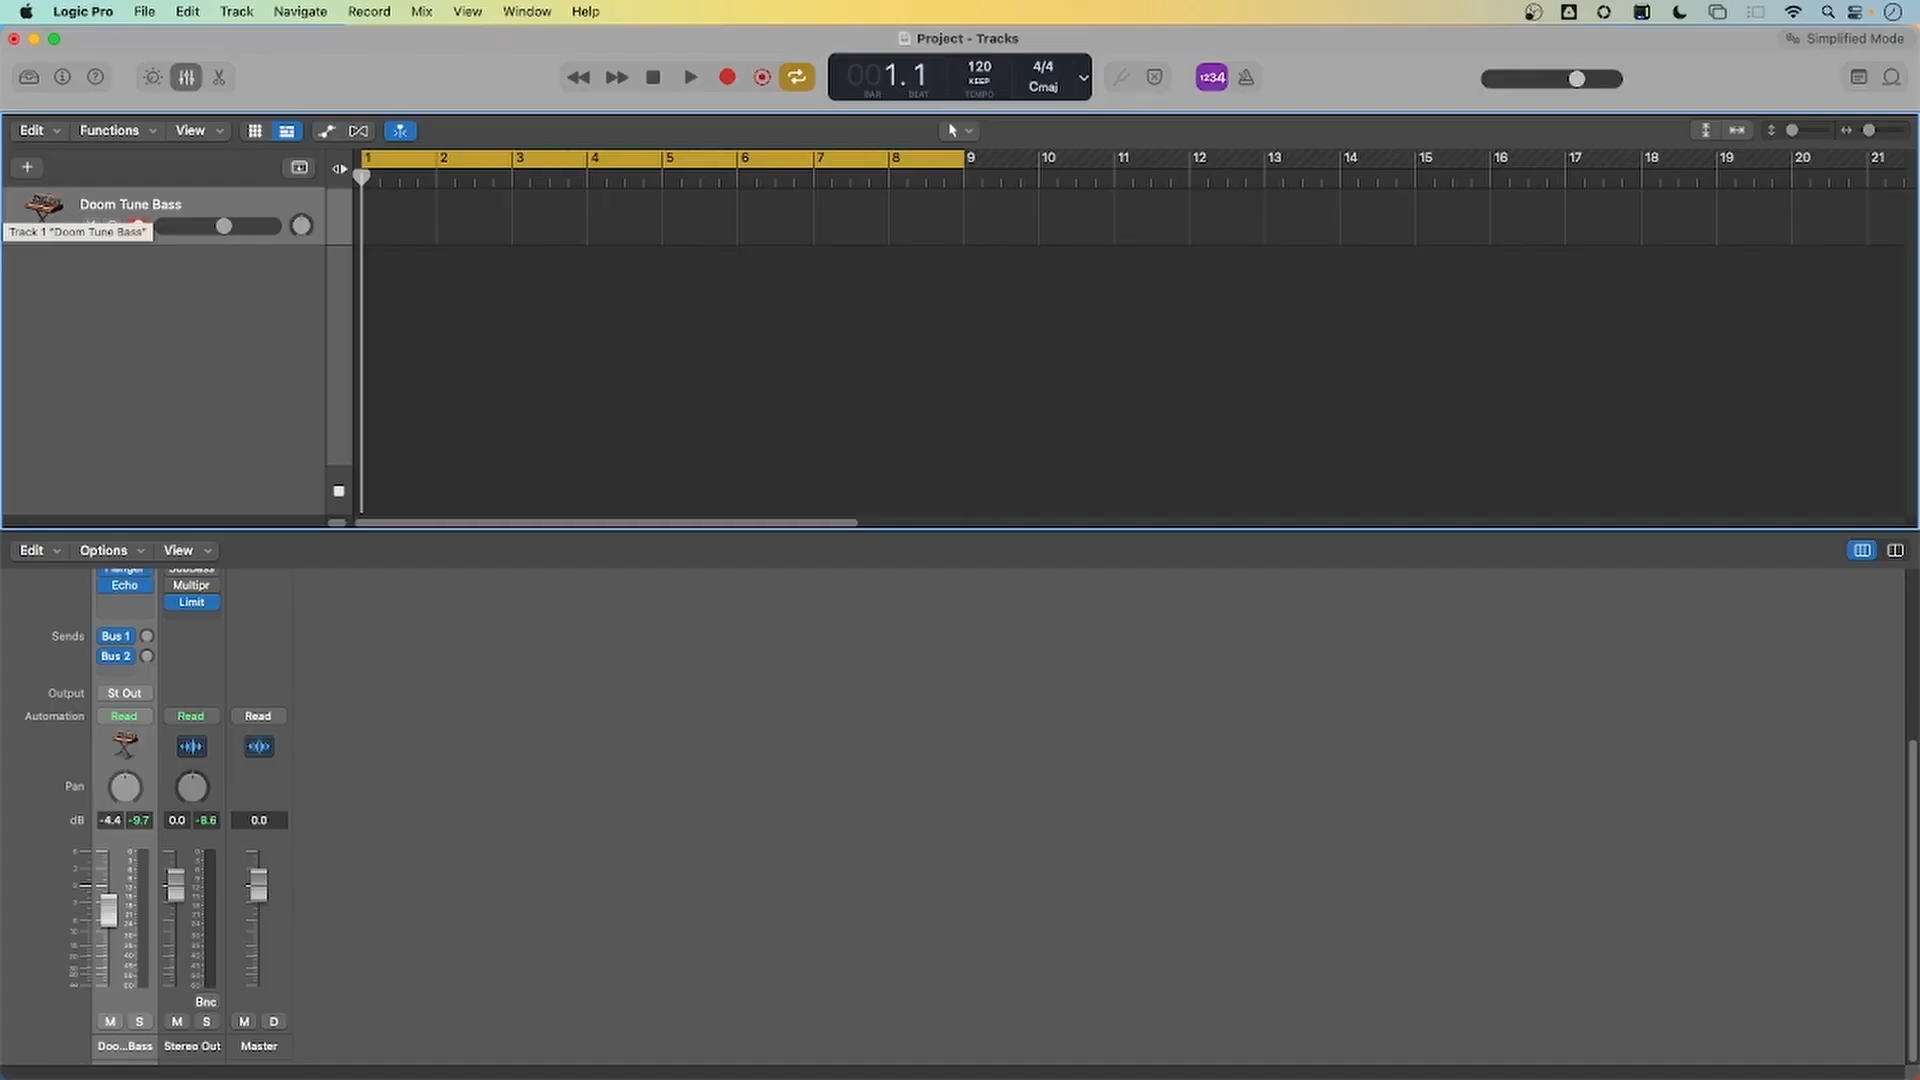 Logic Pro File Edit Track Navigate Record Mix View Window Help
Project - Tracks
Simplified Mode
001.1 120 4/4
KEEP Cmaj
BAR BEAT TEMPO
1234
Edit Functions View
1 2 3 4 5 6 7 8 9 10 11 12 13 14 15 16 17 18 19 20 21
Doom Tune Bass
Track 1 "Doom Tune Bass"
Edit Options View
Flanger SubBass
Echo Multipr
Limit
Sends Bus 1
Bus 2
Output St Out
Automation Read Read Read
Pan
dB -4.4 -9.7 0.0 -8.6 0.0
Bnc
M S M S M D
Doo...Bass Stereo Out Master